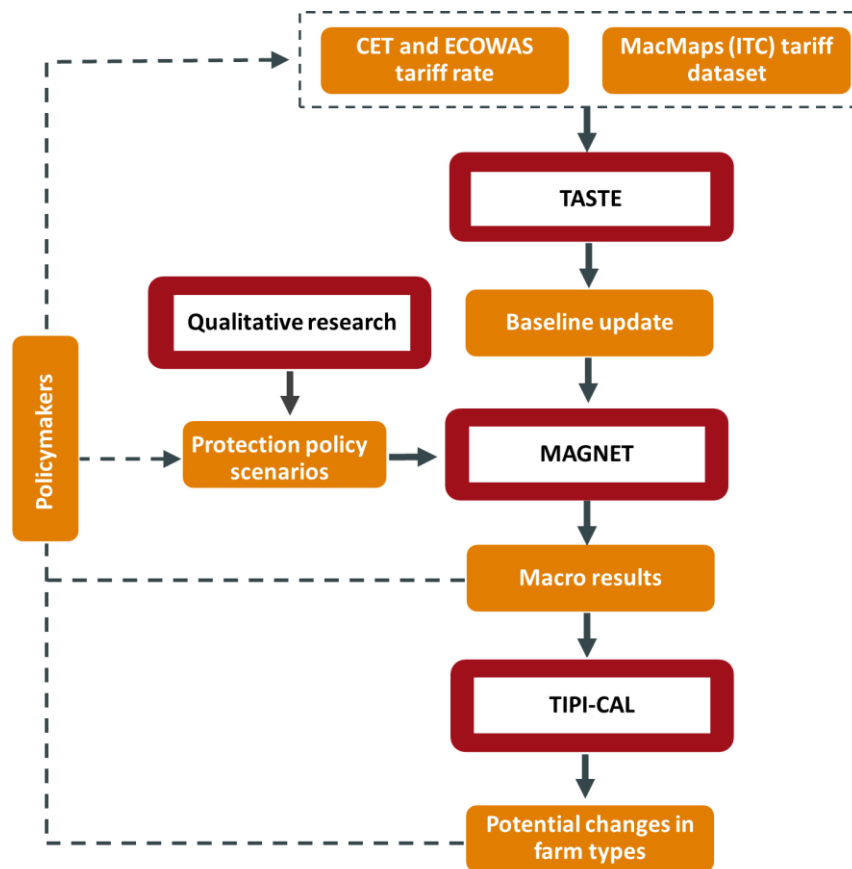 CET and ECOWAS
tariff rate
MacMaps (ITC) tariff
dataset
TASTE
Qualitative research
Baseline update
Policymakers
Protection policy
scenarios
MAGNET
Macro results
TIPI-CAL
Potential changes in
farm types